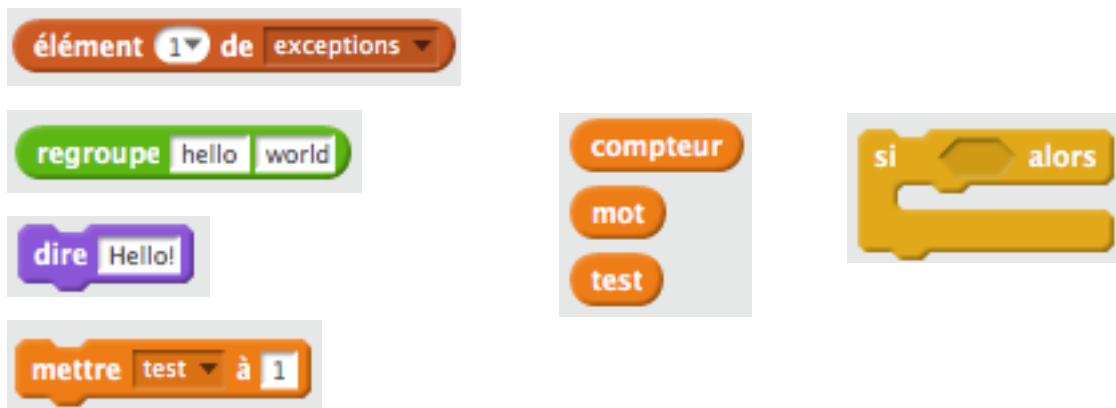 élément 1 de exceptions
regroupe hello world
dire Hello!
mettre test à 1
compteur
mot
test
si alors